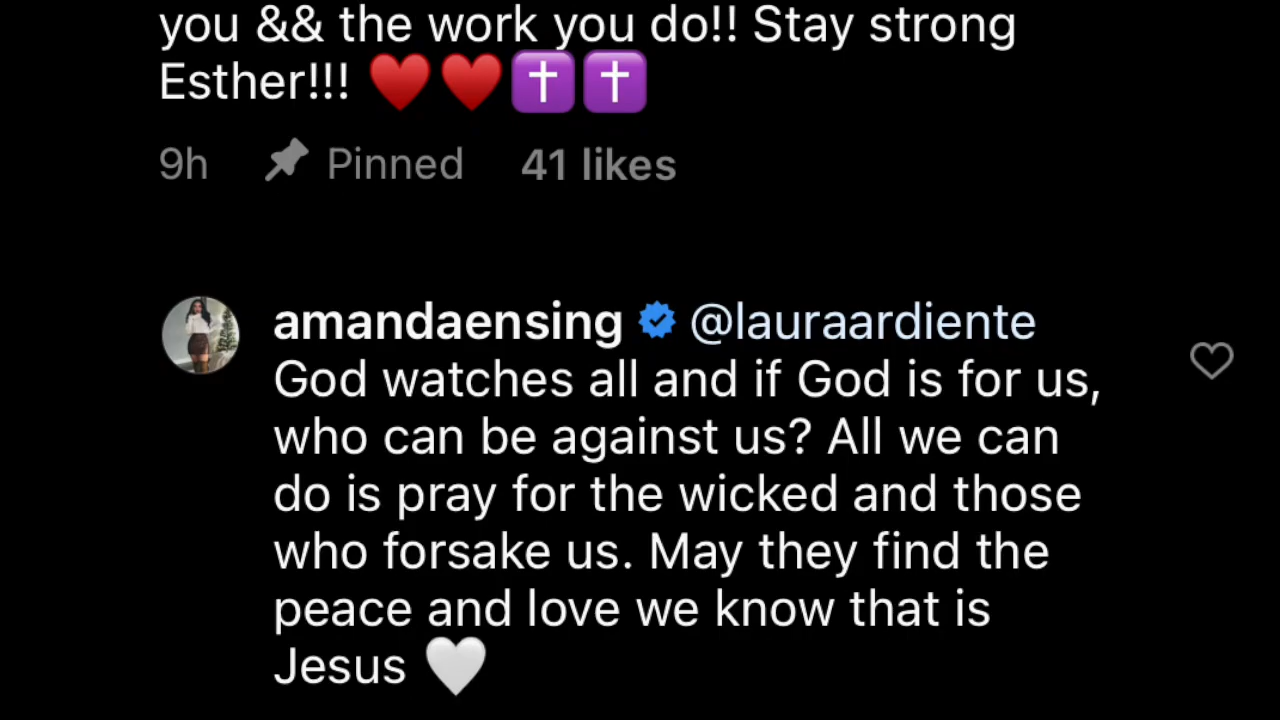 you && the work you do!! Stay strong
Esther!!! ♥️♥️✝️✝️
9h Pinned 41 likes
amandaensing @lauraardiente
God watches all and if God is for us,
who can be against us? All we can
do is pray for the wicked and those
who forsake us. May they find the
peace and love we know that is
Jesus 🤍